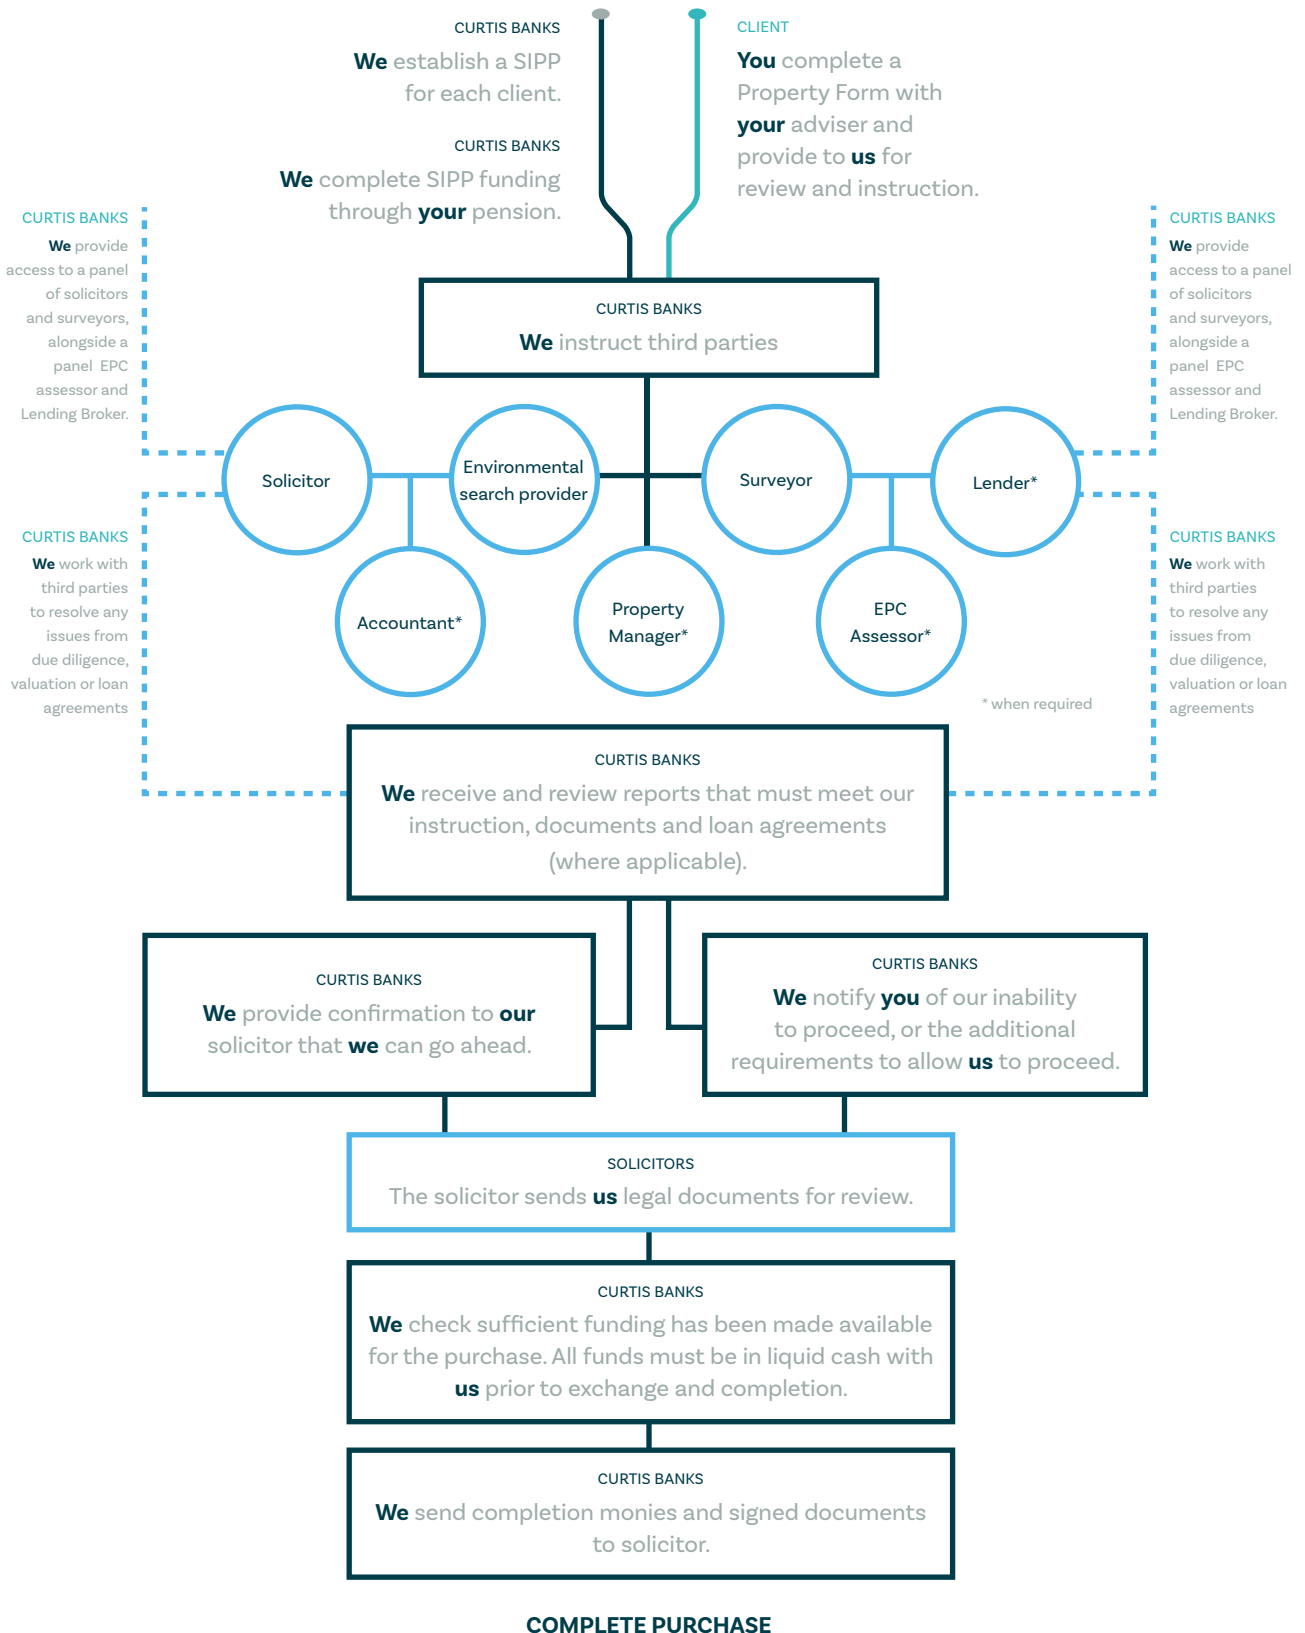 CURTIS BANKS
We establish a SIPP
for each client.
CURTIS BANKS
We complete SIPP funding
through your pension.
CLIENT
You complete a
Property Form with
your adviser and
provide to us for
review and instruction.
CURTIS BANKS
We provide
access to a panel
of solicitors
and surveyors,
alongside a
panel EPC
assessor and
Lending Broker.
CURTIS BANKS
We provide
access to a panel
of solicitors
and surveyors,
alongside a
panel EPC
assessor and
Lending Broker.
CURTIS BANKS
We instruct third parties
Solicitor
Environmental
search provider
Surveyor
Lender*
Accountant*
Property
Manager*
EPC
Assessor*
CURTIS BANKS
We work with
third parties
to resolve any
issues from
due diligence,
valuation or loan
agreements
CURTIS BANKS
We work with
third parties
to resolve any
issues from
due diligence,
valuation or loan
agreements
* when required
CURTIS BANKS
We receive and review reports that must meet our
instruction, documents and loan agreements
(where applicable).
CURTIS BANKS
We provide confirmation to our
solicitor that we can go ahead.
CURTIS BANKS
We notify you of our inability
to proceed, or the additional
requirements to allow us to proceed.
SOLICITORS
The solicitor sends us legal documents for review.
CURTIS BANKS
We check sufficient funding has been made available
for the purchase. All funds must be in liquid cash with
us prior to exchange and completion.
CURTIS BANKS
We send completion monies and signed documents
to solicitor.
COMPLETE PURCHASE